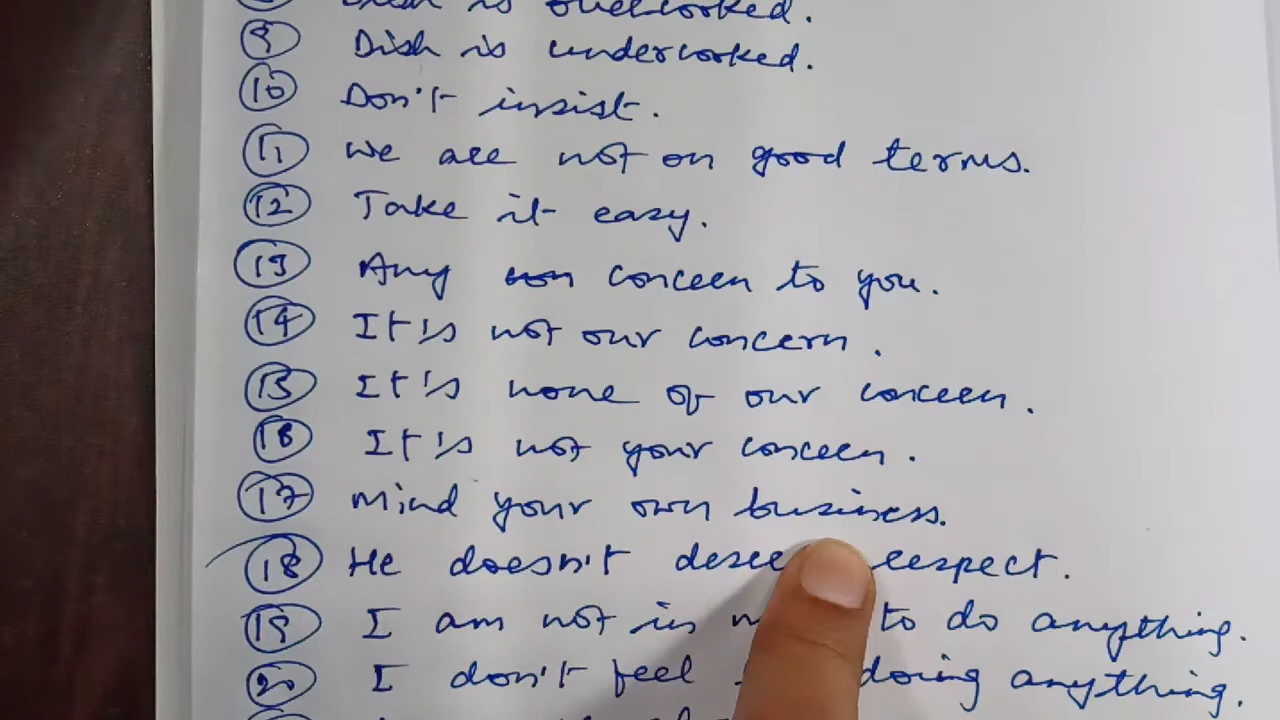 Dish is overcooked.
9 Dish is undercooked.
10 Don't insist.
11 We are not on good terms.
12 Take it easy.
13 Any concern to you.
14 It's not our concern.
15 It's none of our concern.
16 It's not your concern.
17 Mind your own business.
18 He doesn't respect.
19 I am not in to do anything.
20 I don't feel doing anything.